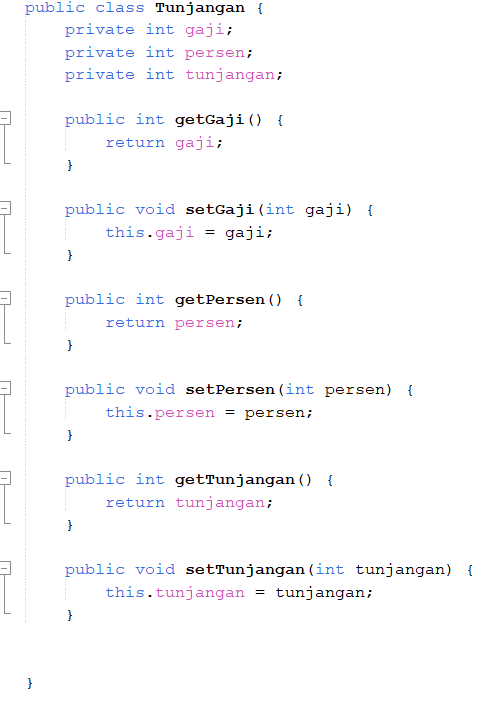 public class Tunjangan {
    private int gaji;
    private int persen;
    private int tunjangan;

    public int getGaji() {
        return gaji;
    }

    public void setGaji(int gaji) {
        this.gaji = gaji;
    }

    public int getPersen() {
        return persen;
    }

    public void setPersen(int persen) {
        this.persen = persen;
    }

    public int getTunjangan() {
        return tunjangan;
    }

    public void setTunjangan(int tunjangan) {
        this.tunjangan = tunjangan;
    }


}